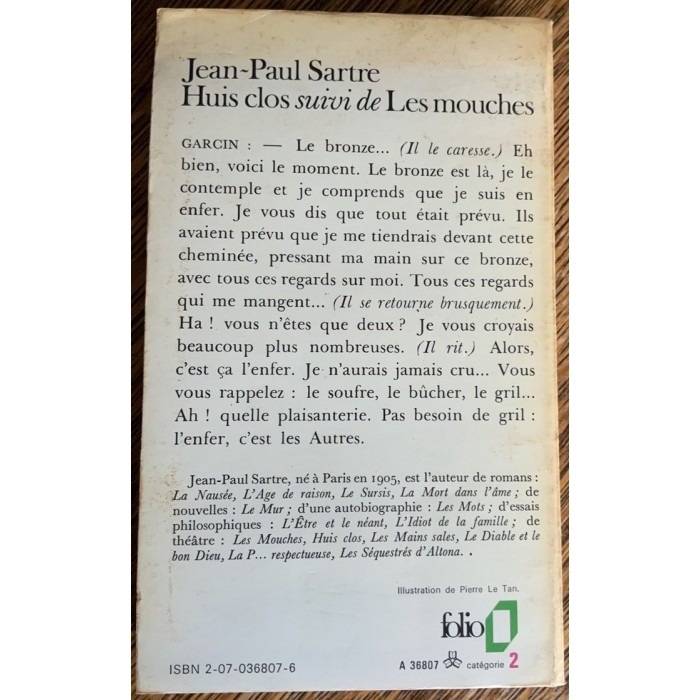 Jean-Paul Sartre
Huis clos suivi de Les mouches
GARCIN : — Le bronze... (Il le caresse.) Eh
bien, voici le moment. Le bronze est là, je le
contemple et je comprends que je suis en
enfer. Je vous dis que tout était prévu. Ils
avaient prévu que je me tiendrais devant cette
cheminée, pressant ma main sur ce bronze,
avec tous ces regards sur moi. Tous ces regards
qui me mangent... (Il se retourne brusquement.)
Ha ! vous n'êtes que deux ? Je vous croyais
beaucoup plus nombreuses. (Il rit.) Alors,
c'est ça l'enfer. Je n'aurais jamais cru... Vous
vous rappelez : le soufre, le bûcher, le gril...
Ah ! quelle plaisanterie. Pas besoin de gril :
l'enfer, c'est les Autres.
Jean-Paul Sartre, né à Paris en 1905, est l'auteur de romans :
La Nausée, L'Age de raison, Le Sursis, La Mort dans l'âme ; de
nouvelles : Le Mur ; d'une autobiographie : Les Mots ; d'essais
philosophiques : L'Être et le néant, L'Idiot de la famille ; de
théâtre : Les Mouches, Huis clos, Les Mains sales, Le Diable et le
bon Dieu, La P... respectueuse, Les Séquestrés d'Altona. .
Illustration de Pierre Le Tan.
folio
ISBN 2-07-036807-6
A 36807 catégorie 2